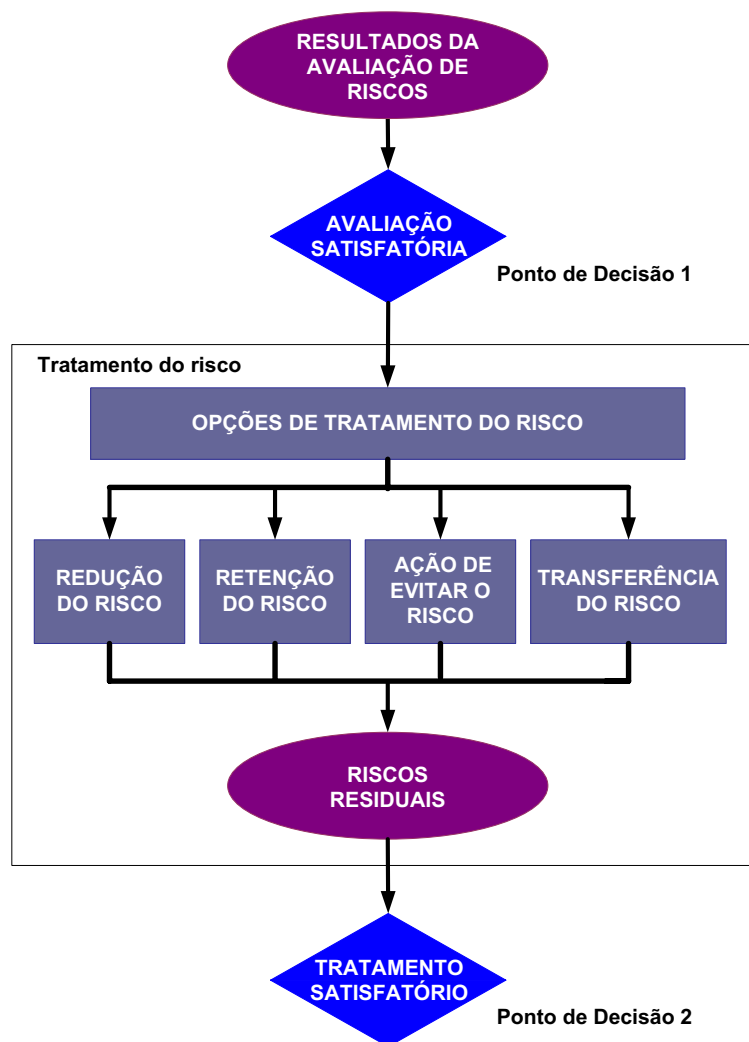 RESULTADOS DA
AVALIAÇÃO DE
RISCOS
AVALIAÇÃO
SATISFATÓRIA
Ponto de Decisão 1
Tratamento do risco
OPÇÕES DE TRATAMENTO DO RISCO
REDUÇÃO
DO RISCO
RETENÇÃO
DO RISCO
AÇÃO DE
EVITAR O
RISCO
TRANSFERÊNCIA
DO RISCO
RISCOS
RESIDUAIS
TRATAMENTO
SATISFATÓRIO
Ponto de Decisão 2